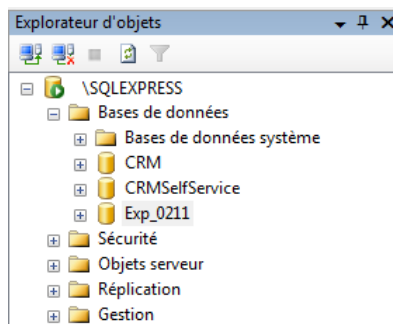 Explorateur d'objets
\SQLEXPRESS
Bases de données
Bases de données système
CRM
CRMSelfService
Exp_0211
Sécurité
Objets serveur
Réplication
Gestion